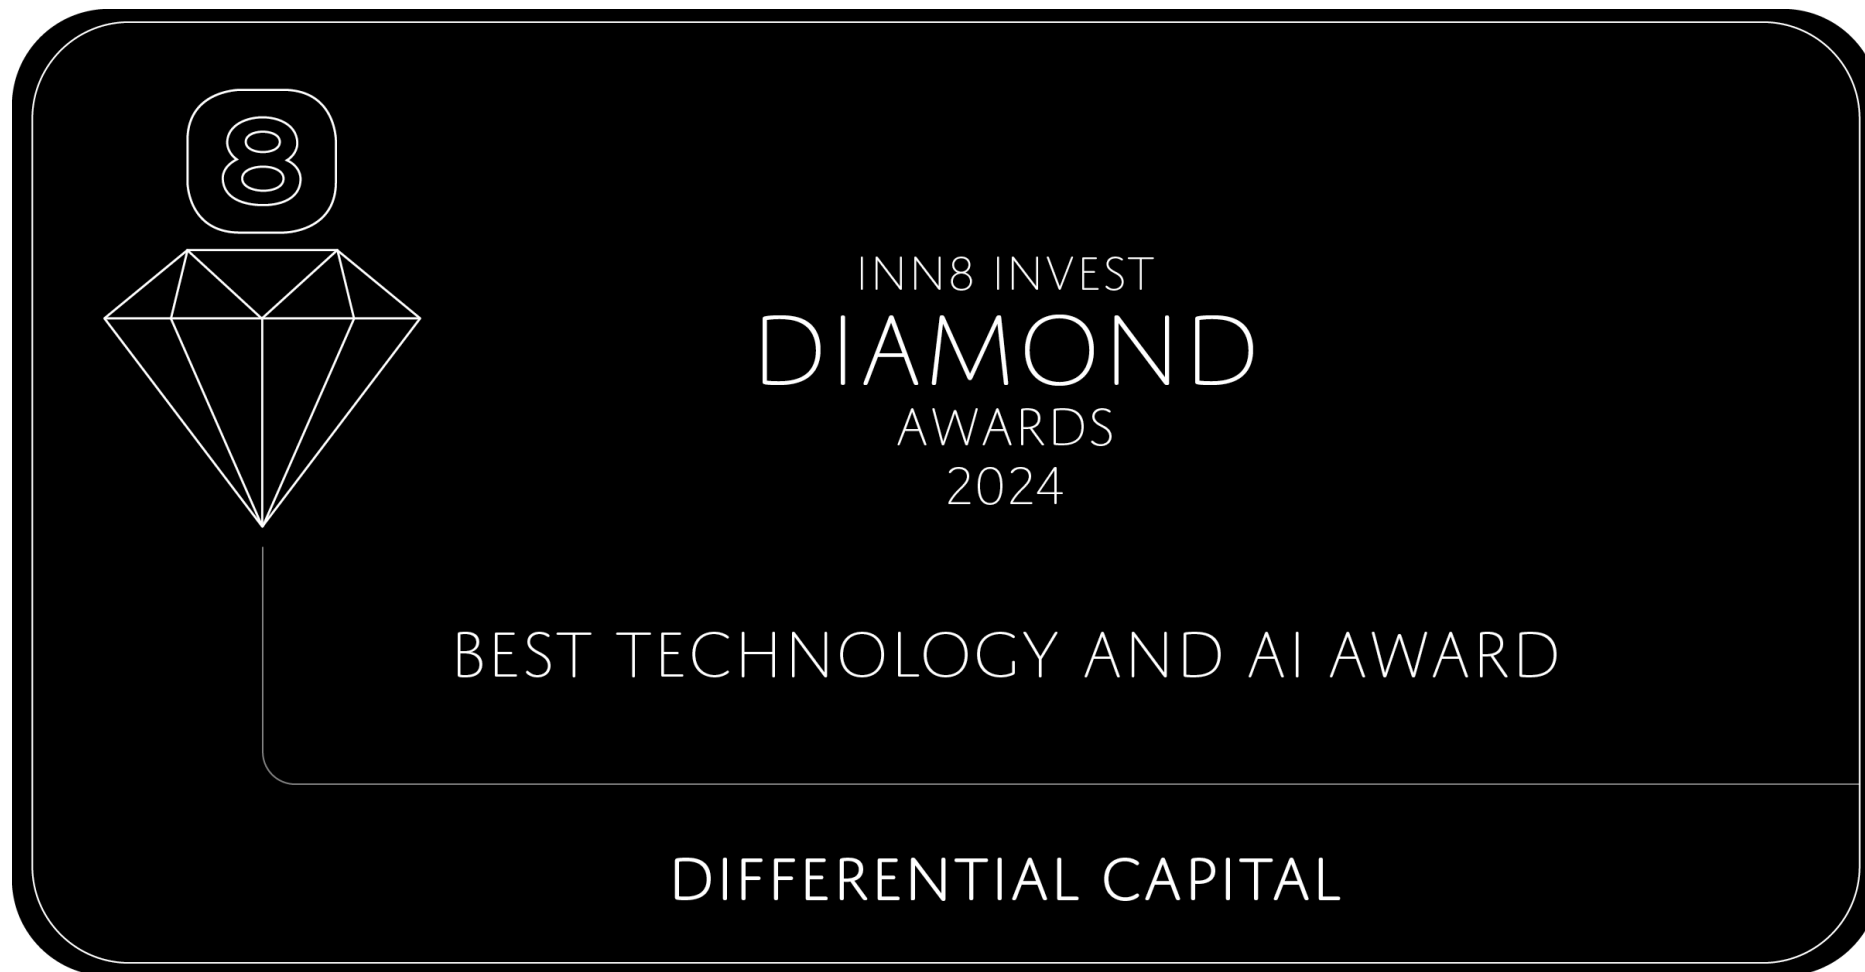 8
INN8 INVEST
DIAMOND
AWARDS
2024
BEST TECHNOLOGY AND AI AWARD
DIFFERENTIAL CAPITAL